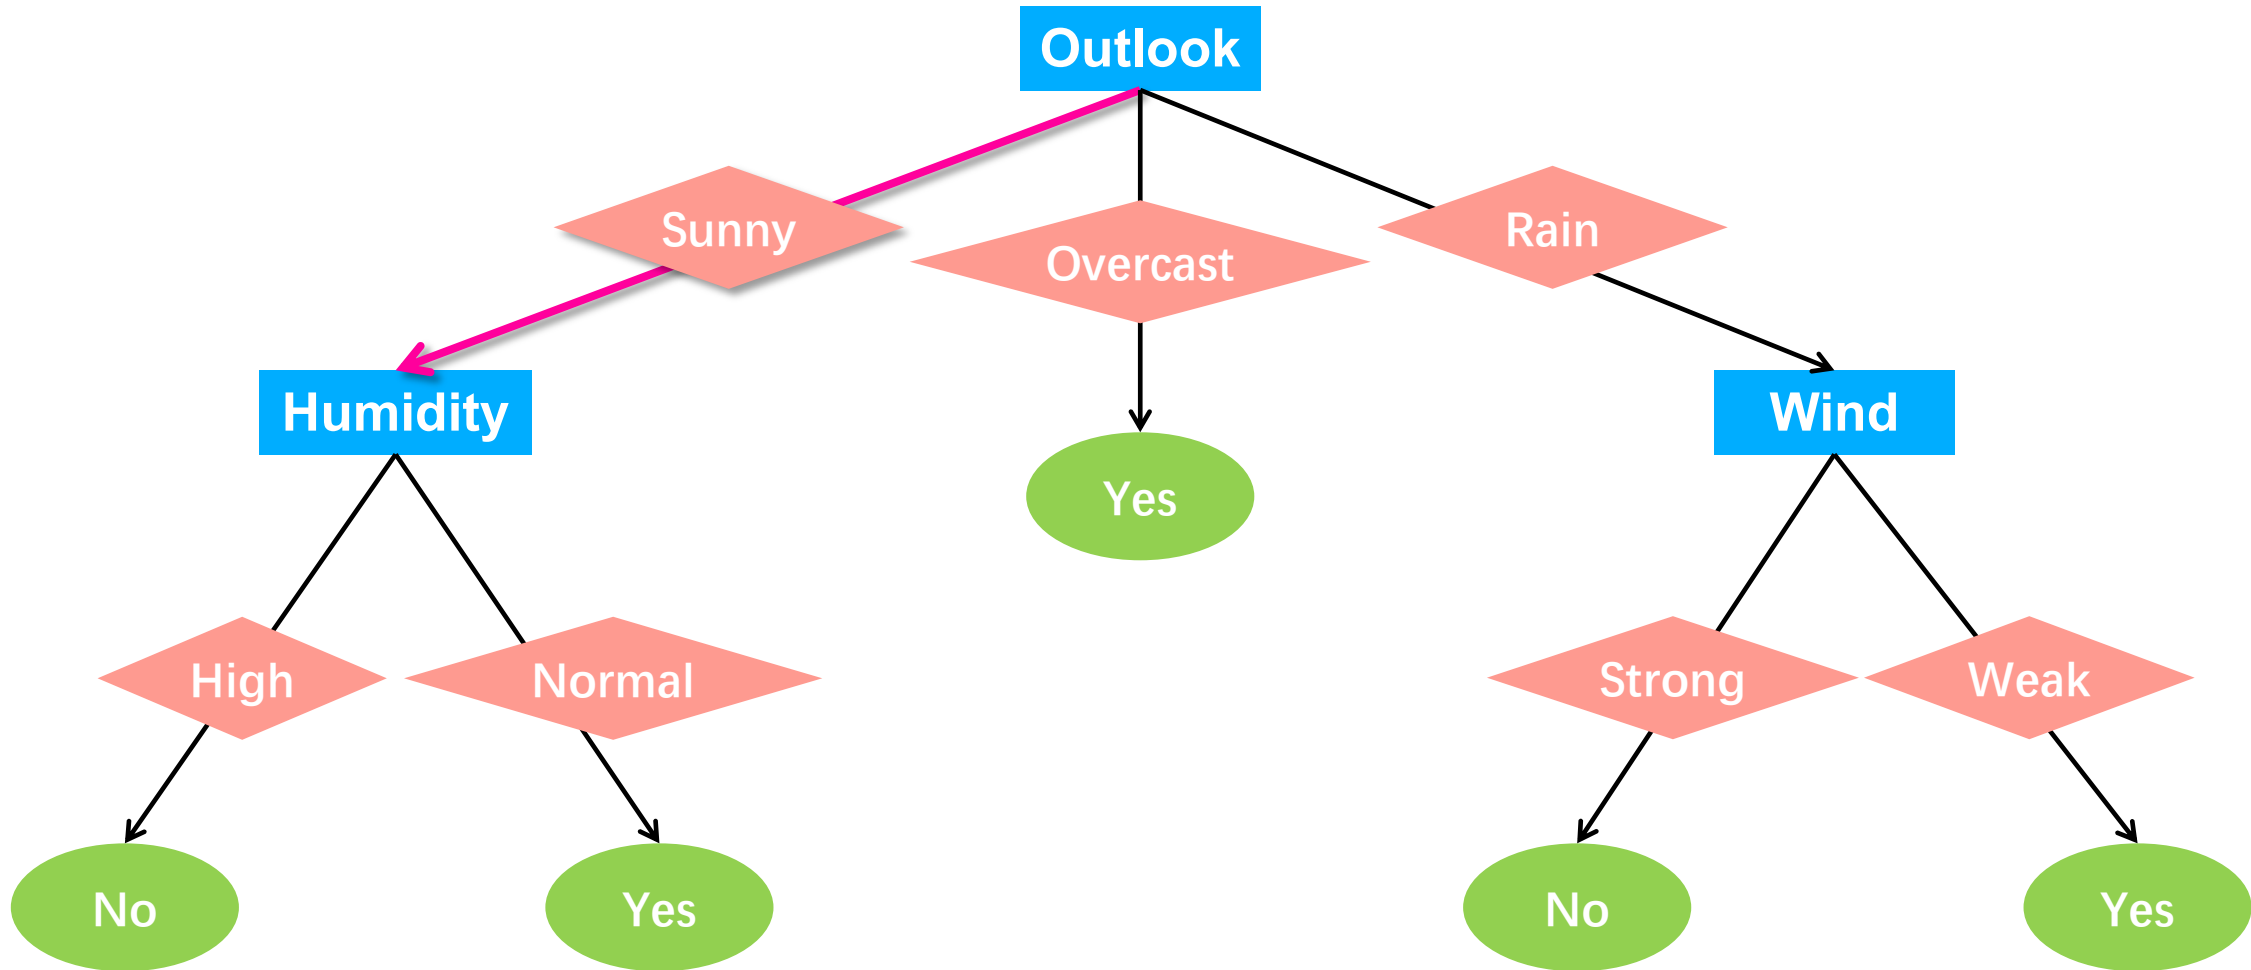 Outlook
Sunny
Overcast
Rain
Humidity
Wind
Yes
High
Normal
Strong
Weak
No
Yes
No
Yes